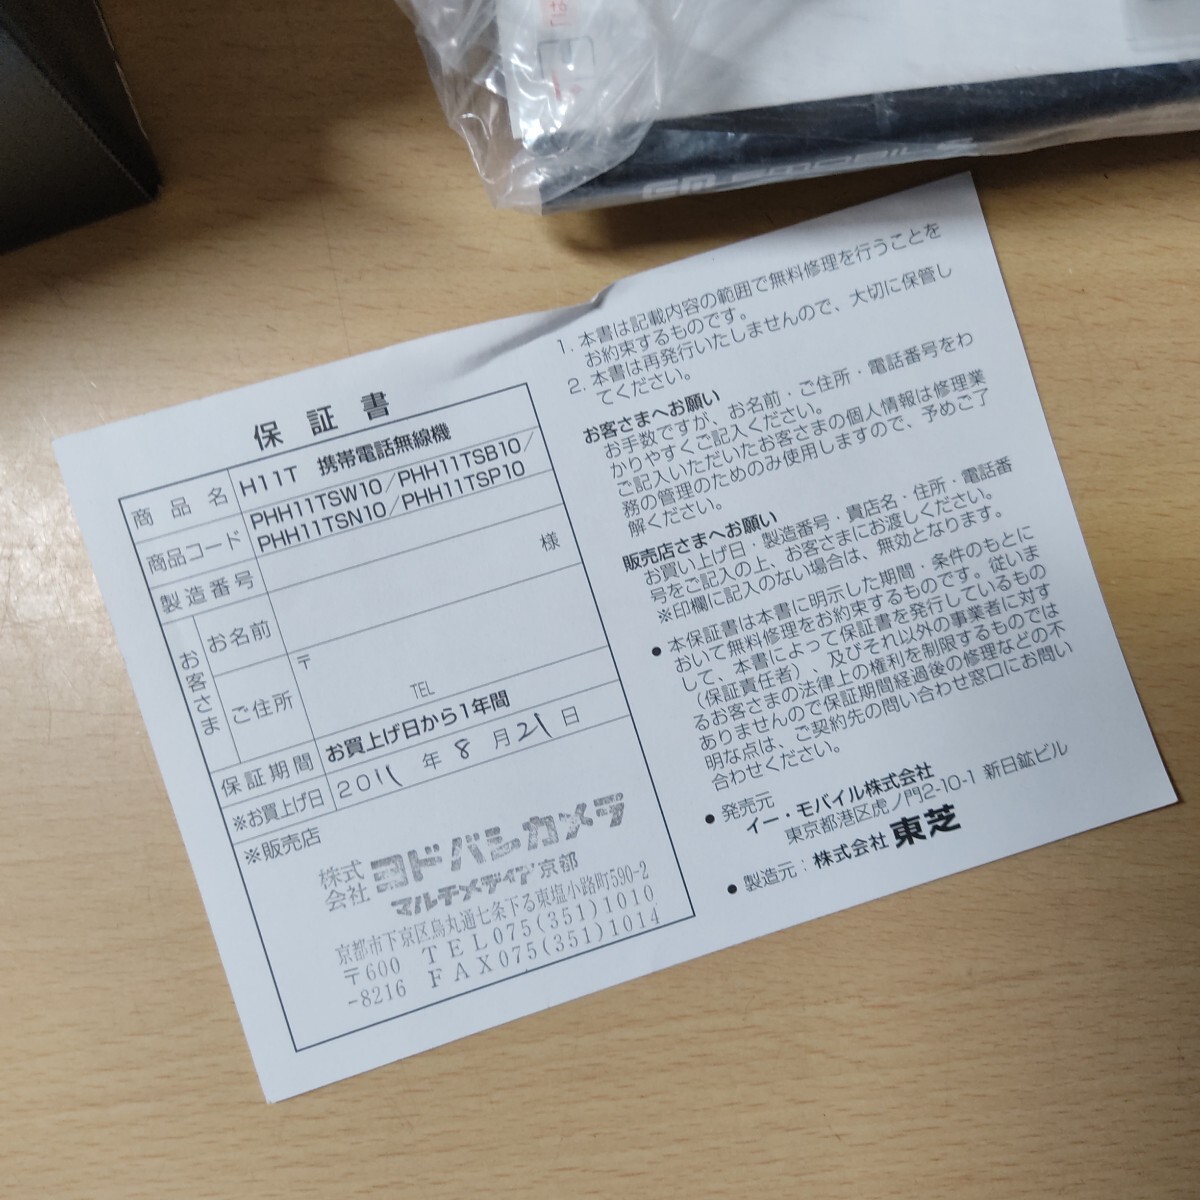 保証書
商品名 H11T 携帯電話無線機
商品コード PHH11TSW10／PHH11TSB10／
PHH11TSN10／PHH11TSP10
製造番号
お客さま
お名前 様
ご住所 〒
TEL
保証期間 お買上げ日から1年間
※お買上げ日 2011年8月21日
※販売店
株式会社 ヨドバシカメラ
マルチメディア京都
京都市下京区烏丸通七条下る東塩小路町590-2
〒600 TEL075(351)1010
-8216 FAX075(351)1014
1. 本書は記載内容の範囲で無料修理を行うことを
お約束するものです。
2. 本書は再発行いたしませんので、大切に保管し
てください。
お客さまへお願い
お手数ですが、お名前・ご住所・電話番号をわ
かりやすくご記入ください。
ご記入いただいたお客さまの個人情報は修理業
務の管理のためのみ使用しますので、予めご了
解ください。
販売店さまへお願い
お買い上げ日・製造番号・貴店名・住所・電話番
号をご記入の上、お客さまにお渡しください。
※印欄に記入のない場合は、無効となります。
● 本保証書は本書に明示した期間・条件のもとに
おいて無料修理をお約束するものです。従いま
して、本書によって保証書を発行しているもの
（保証責任者）、及びそれ以外の事業者に対す
るお客さまの法律上の権利を制限するものでは
ありませんので保証期間経過後の修理などの不
明な点は、ご契約先の問い合わせ窓口にお問い
合わせください。
● 発売元
イー・モバイル株式会社
東京都港区虎ノ門2-10-1 新日鉱ビル
● 製造元：株式会社 東芝